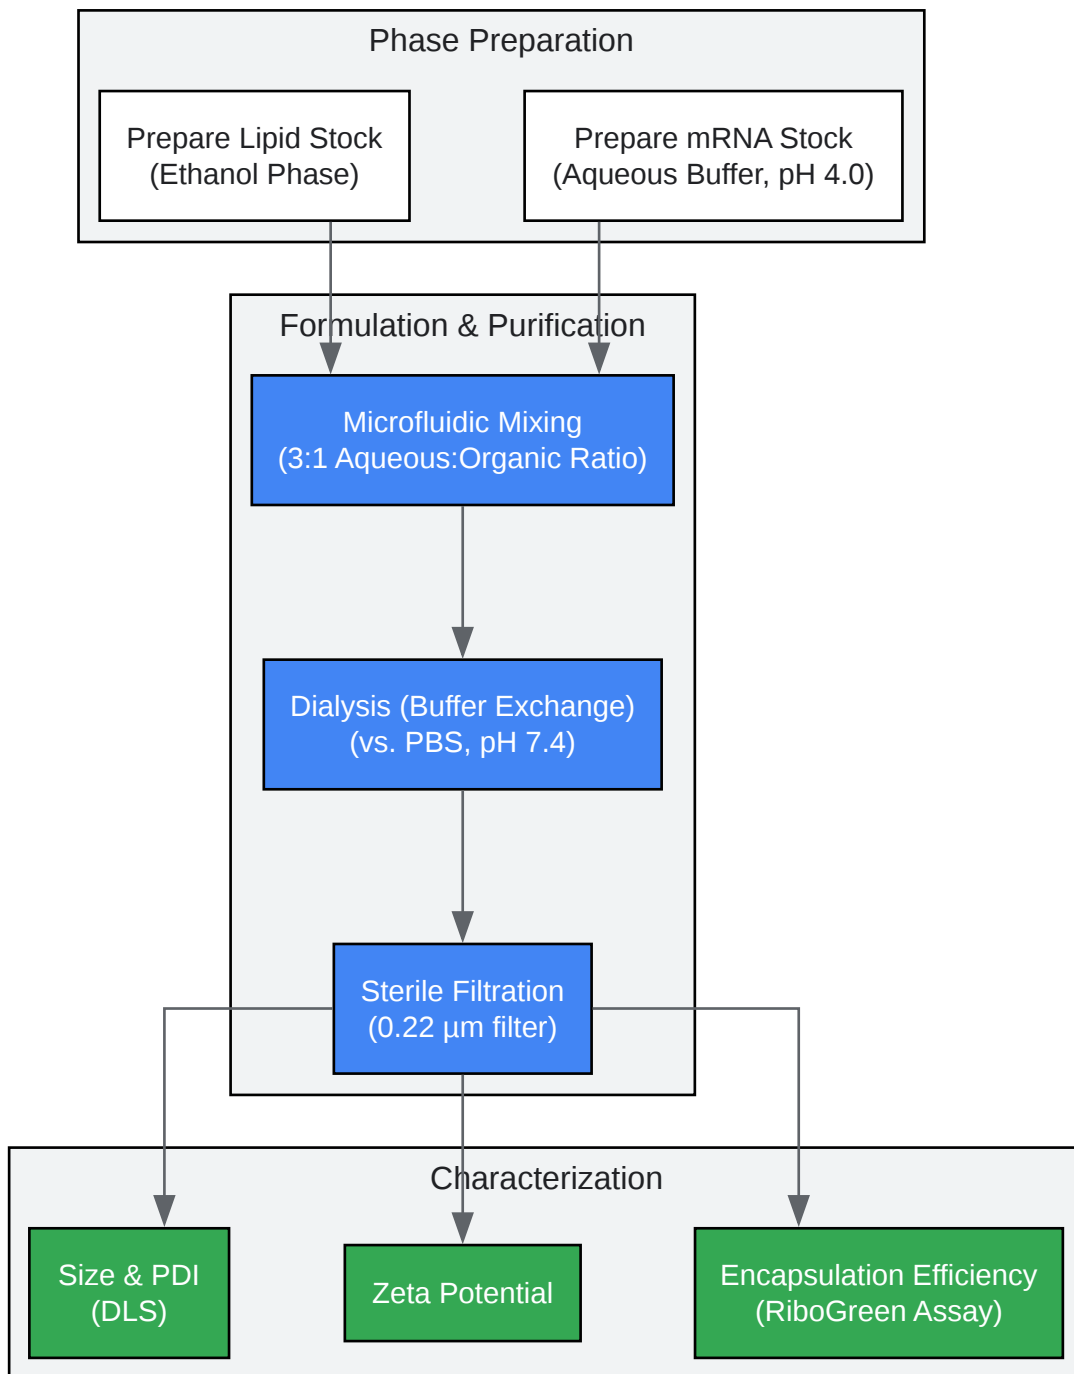 Phase Preparation
Prepare Lipid Stock
(Ethanol Phase)
Prepare mRNA Stock
(Aqueous Buffer, pH 4.0)
Formulation & Purification
Microfluidic Mixing
(3:1 Aqueous:Organic Ratio)
Dialysis (Buffer Exchange)
(vs. PBS, pH 7.4)
Sterile Filtration
(0.22 µm filter)
Characterization
Size & PDI
(DLS)
Zeta Potential
Encapsulation Efficiency
(RiboGreen Assay)